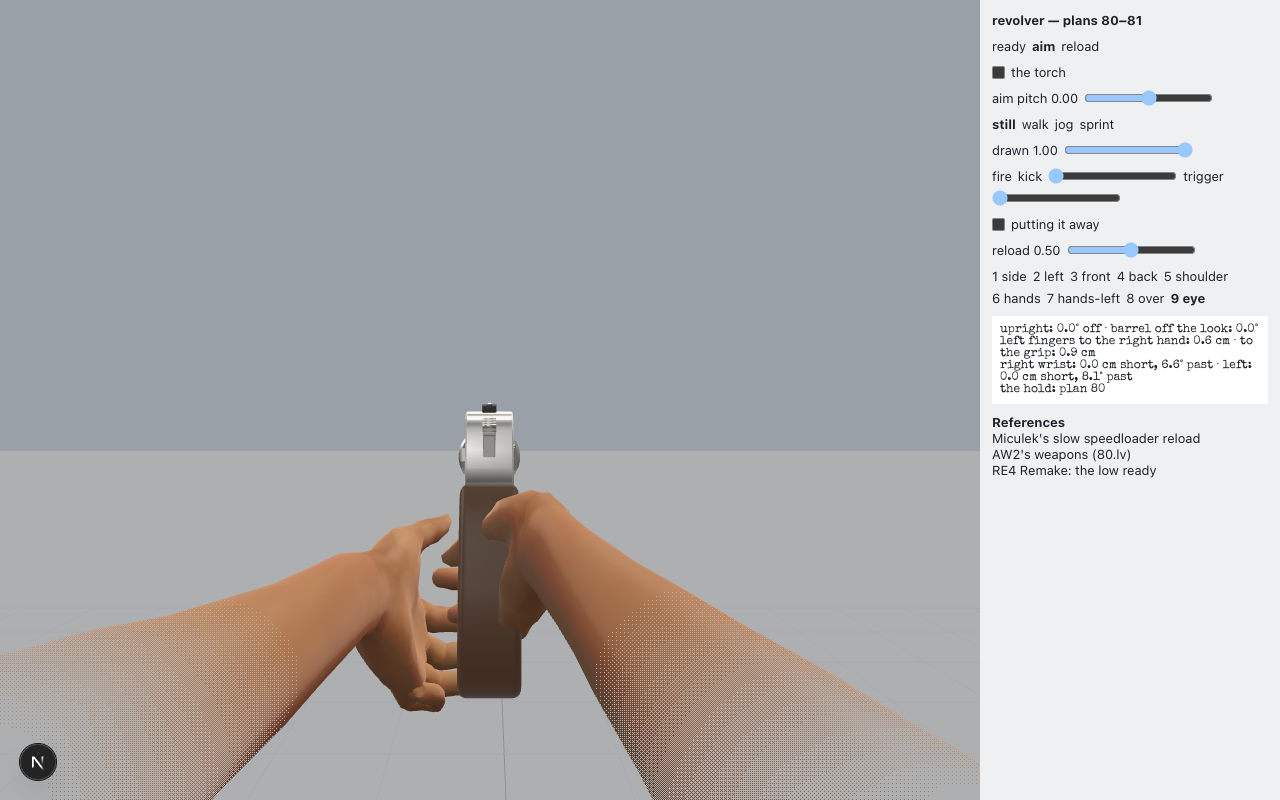 revolver — plans 80–81
ready aim reload
the torch
aim pitch 0.00
still walk jog sprint
drawn 1.00
fire kick trigger
putting it away
reload 0.50
1 side 2 left 3 front 4 back 5 shoulder
6 hands 7 hands-left 8 over 9 eye
upright: 0.0° off · barrel off the look: 0.0°
left fingers to the right hand: 0.6 cm · to
the grip: 0.9 cm
right wrist: 0.0 cm short, 6.6° past · left:
0.0 cm short, 8.1° past
the hold: plan 80
References
Miculek's slow speedloader reload
AW2's weapons (80.lv)
RE4 Remake: the low ready
N